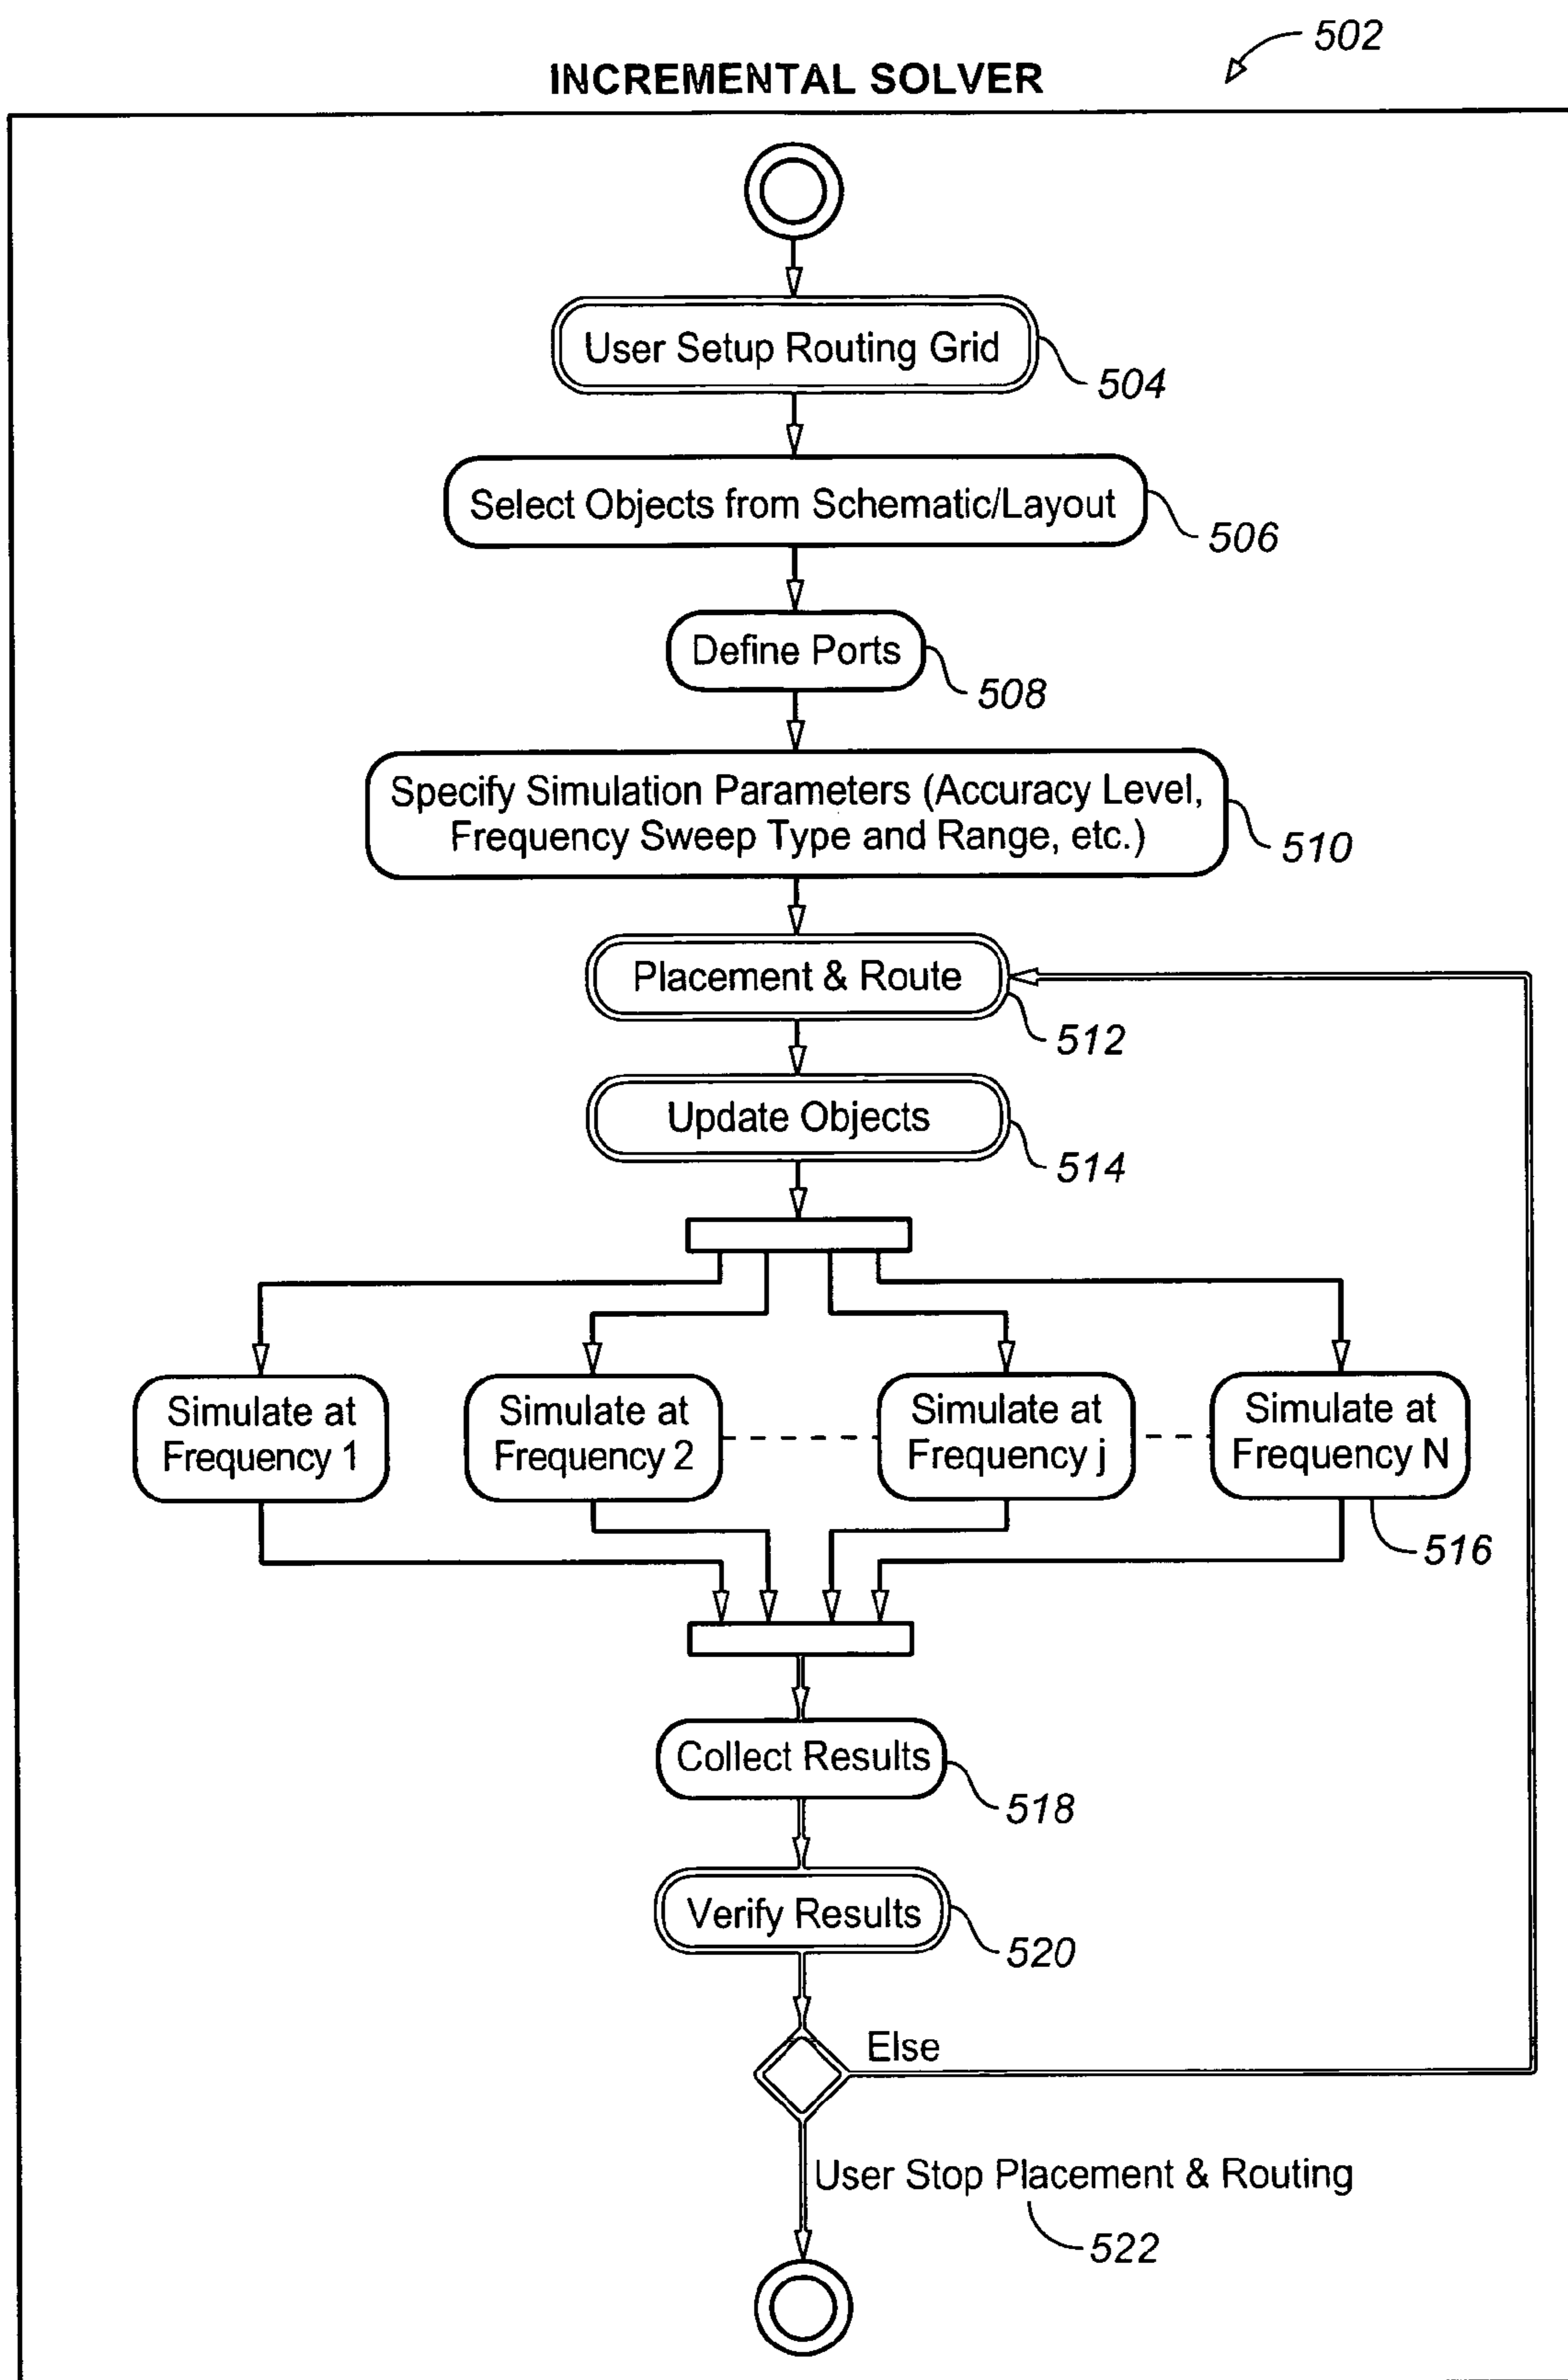 502
INCREMENTAL SOLVER
User Setup Routing Grid
504
Select Objects from Schematic/Layout
506
Define Ports
508
Specify Simulation Parameters (Accuracy Level,
Frequency Sweep Type and Range, etc.)
510
Placement & Route
512
Update Objects
514
Simulate at
Frequency 1
Simulate at
Frequency 2
Simulate at
Frequency j
Simulate at
Frequency N
516
Collect Results
518
Verify Results
520
Else
User Stop Placement & Routing
522